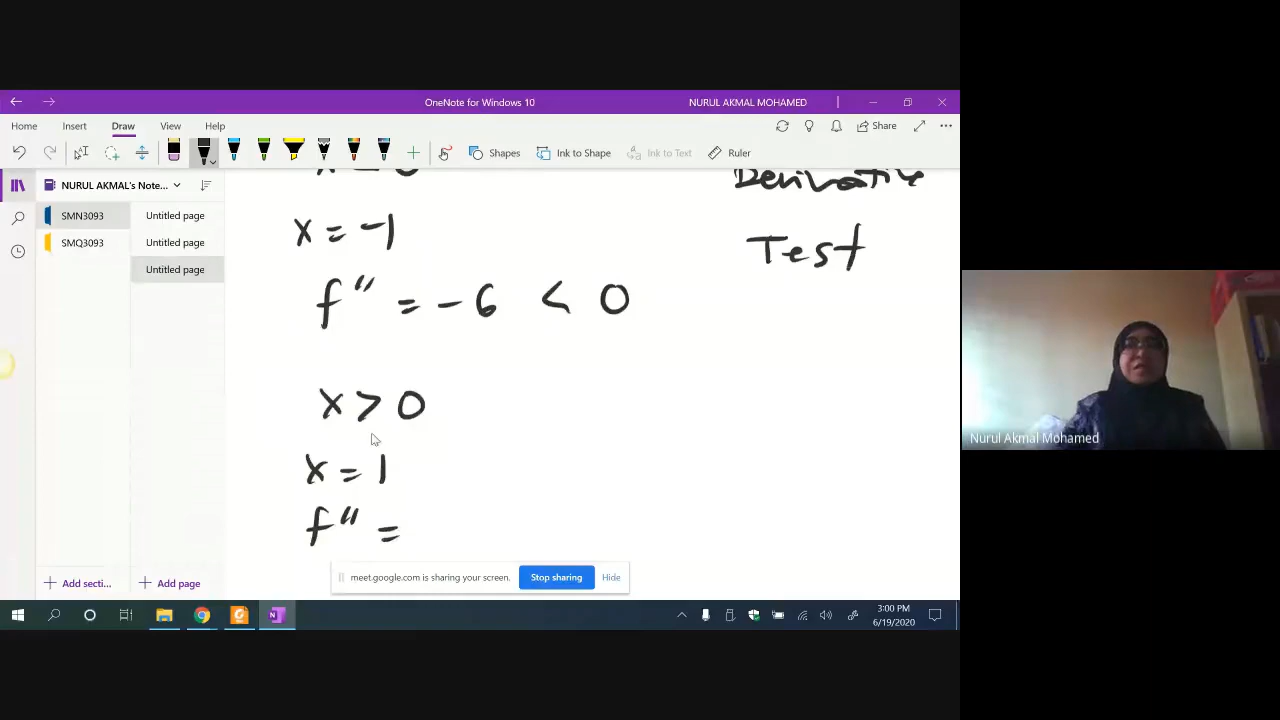 OneNote for Windows 10
NURUL AKMAL MOHAMED
Home Insert Draw View Help
Share
Shapes Ink to Shape Ink to Text Ruler
NURUL AKMAL's Note...
SMN3093
SMQ3093
Untitled page
Untitled page
Untitled page
Derivative
Test
x = -1
f" = -6 < 0
x > 0
x = 1
f" =
Add secti...
Add page
meet.google.com is sharing your screen.
Stop sharing
Hide
3:00 PM
6/19/2020
Nurul Akmal Mohamed